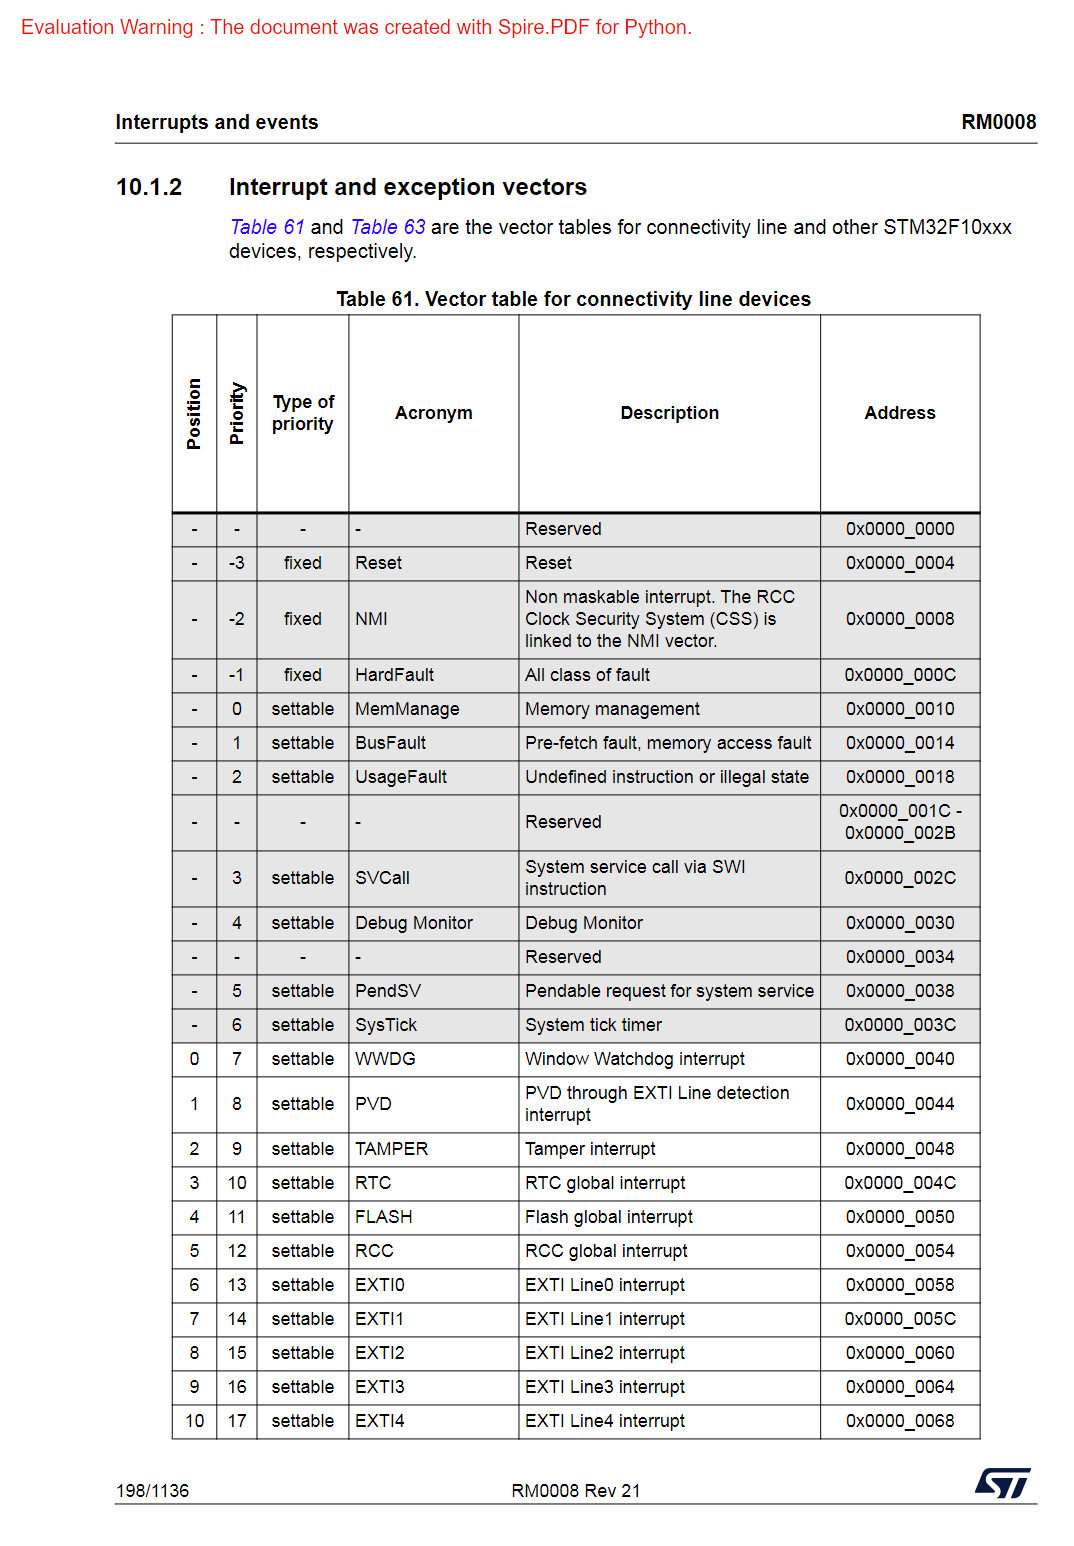 Evaluation Warning : The document was created with Spire.PDF for Python.
Interrupts and events RM0008
10.1.2 Interrupt and exception vectors
Table 61 and Table 63 are the vector tables for connectivity line and other STM32F10xxx
devices, respectively.
Table 61. Vector table for connectivity line devices
Position Priority Type of priority Acronym Description Address
- - - - Reserved 0x0000_0000
- -3 fixed Reset Reset 0x0000_0004
- -2 fixed NMI Non maskable interrupt. The RCC
Clock Security System (CSS) is
linked to the NMI vector. 0x0000_0008
- -1 fixed HardFault All class of fault 0x0000_000C
- 0 settable MemManage Memory management 0x0000_0010
- 1 settable BusFault Pre-fetch fault, memory access fault 0x0000_0014
- 2 settable UsageFault Undefined instruction or illegal state 0x0000_0018
- - - - Reserved 0x0000_001C -
0x0000_002B
- 3 settable SVCall System service call via SWI
instruction 0x0000_002C
- 4 settable Debug Monitor Debug Monitor 0x0000_0030
- - - - Reserved 0x0000_0034
- 5 settable PendSV Pendable request for system service 0x0000_0038
- 6 settable SysTick System tick timer 0x0000_003C
0 7 settable WWDG Window Watchdog interrupt 0x0000_0040
1 8 settable PVD PVD through EXTI Line detection
interrupt 0x0000_0044
2 9 settable TAMPER Tamper interrupt 0x0000_0048
3 10 settable RTC RTC global interrupt 0x0000_004C
4 11 settable FLASH Flash global interrupt 0x0000_0050
5 12 settable RCC RCC global interrupt 0x0000_0054
6 13 settable EXTI0 EXTI Line0 interrupt 0x0000_0058
7 14 settable EXTI1 EXTI Line1 interrupt 0x0000_005C
8 15 settable EXTI2 EXTI Line2 interrupt 0x0000_0060
9 16 settable EXTI3 EXTI Line3 interrupt 0x0000_0064
10 17 settable EXTI4 EXTI Line4 interrupt 0x0000_0068
198/1136 RM0008 Rev 21 ST